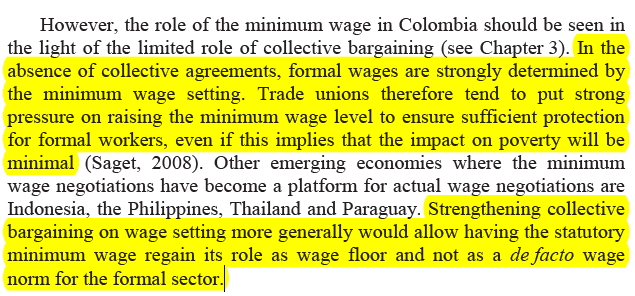 However, the role of the minimum wage in Colombia should be seen in
the light of the limited role of collective bargaining (see Chapter 3). In the
absence of collective agreements, formal wages are strongly determined by
the minimum wage setting. Trade unions therefore tend to put strong
pressure on raising the minimum wage level to ensure sufficient protection
for formal workers, even if this implies that the impact on poverty will be
minimal (Saget, 2008). Other emerging economies where the minimum
wage negotiations have become a platform for actual wage negotiations are
Indonesia, the Philippines, Thailand and Paraguay. Strengthening collective
bargaining on wage setting more generally would allow having the statutory
minimum wage regain its role as wage floor and not as a de facto wage
norm for the formal sector.